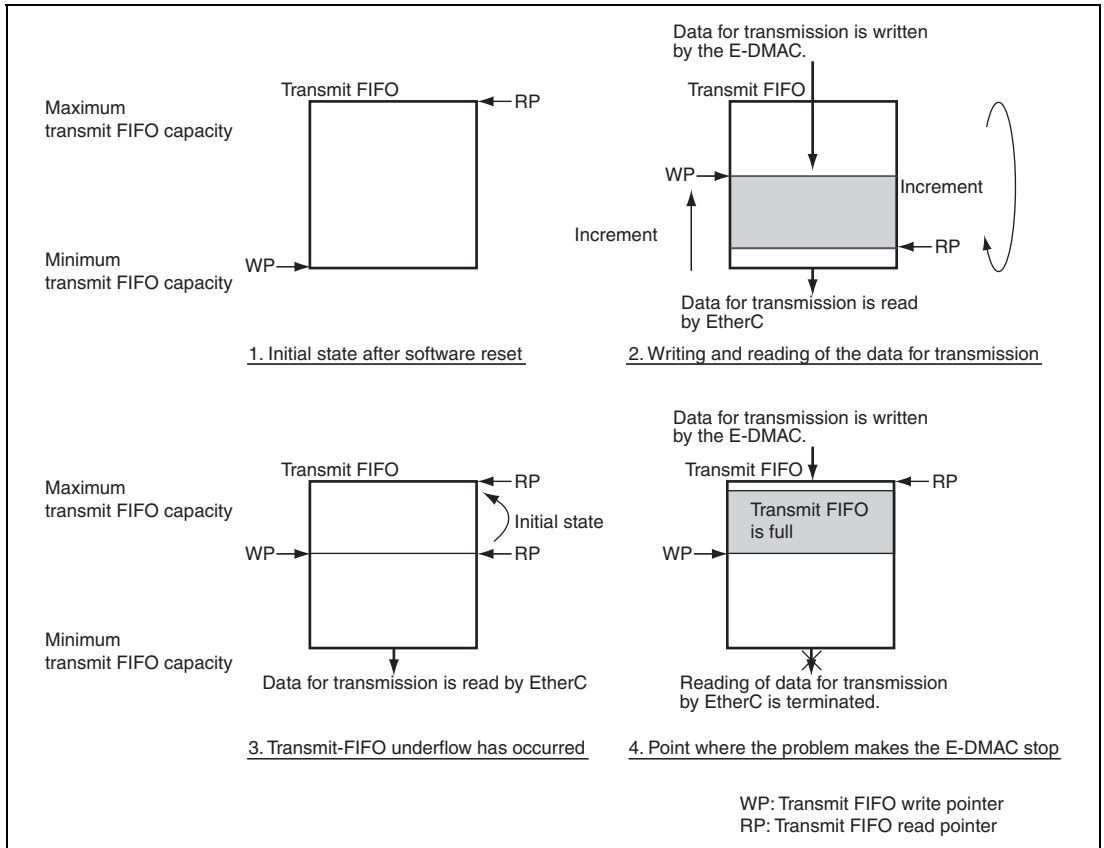 Transmit FIFO
RP
Maximum
transmit FIFO capacity
Minimum
transmit FIFO capacity
WP
1. Initial state after software reset
Data for transmission is written
by the E-DMAC.
Transmit FIFO
WP
Increment
Increment
RP
Data for transmission is read
by EtherC
2. Writing and reading of the data for transmission
Transmit FIFO
RP
Maximum
transmit FIFO capacity
Initial state
WP
RP
Minimum
transmit FIFO capacity
Data for transmission is read by EtherC
3. Transmit-FIFO underflow has occurred
Data for transmission is written
by the E-DMAC.
Transmit FIFO
RP
Transmit FIFO
is full
WP
Reading of data for transmission
by EtherC is terminated.
4. Point where the problem makes the E-DMAC stop
WP: Transmit FIFO write pointer
RP: Transmit FIFO read pointer